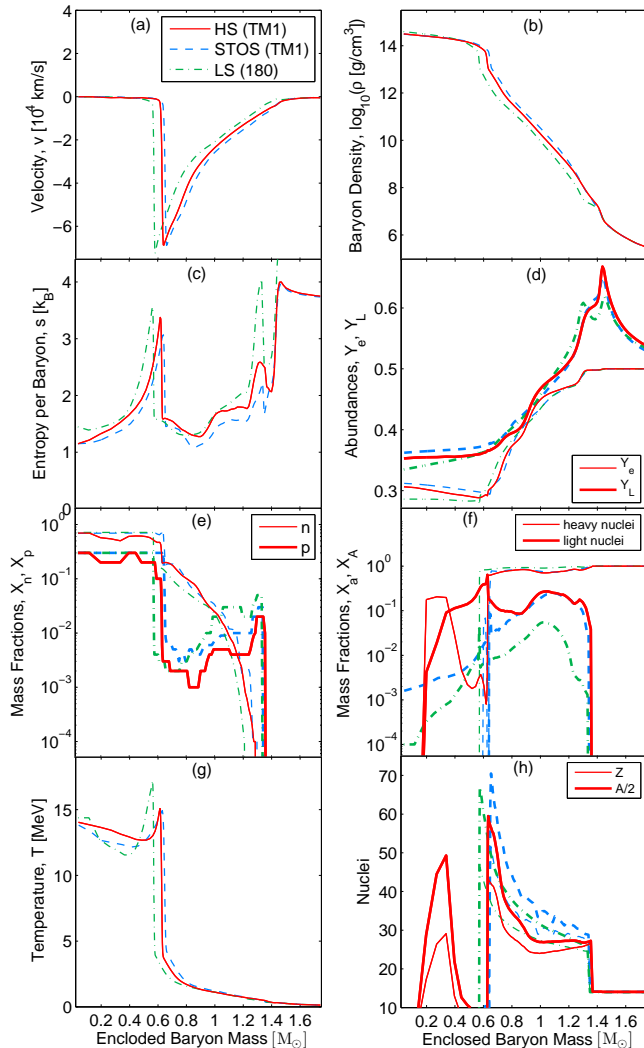 (a)
HS (TM1)
STOS (TM1)
LS (180)
Velocity, v [10⁴ km/s]
4
2
0
−2
−4
−6
(b)
Baryon Density, log₁₀(ρ [g/cm³])
14
12
10
8
6
(c)
Entropy per Baryon, s [k_B]
4
3
2
1
0
(d)
Abundances, Y_e, Y_L
0.6
0.5
0.4
0.3
Y_e
Y_L
(e)
n
p
Mass Fractions, X_n, X_p
10⁰
10⁻¹
10⁻²
10⁻³
10⁻⁴
(f)
heavy nuclei
light nuclei
Mass Fractions, X_a, X_A
10⁰
10⁻¹
10⁻²
10⁻³
10⁻⁴
(g)
Temperature, T [MeV]
20
15
10
5
0
0.2 0.4 0.6 0.8 1 1.2 1.4 1.6
Encloded Baryon Mass [M⊙]
(h)
Z
A/2
Nuclei
70
60
50
40
30
20
10
0.2 0.4 0.6 0.8 1 1.2 1.4 1.6
Enclosed Baryon Mass [M⊙]